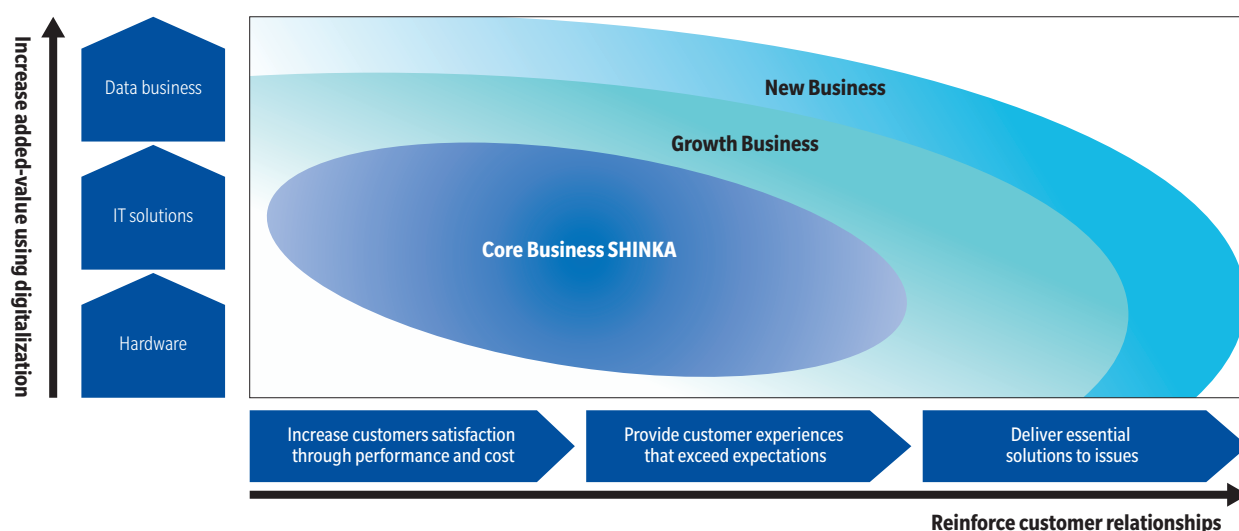 Increase added-value using digitalization
Data business
IT solutions
Hardware
New Business
Growth Business
Core Business SHINKA
Increase customers satisfaction
through performance and cost
Provide customer experiences
that exceed expectations
Deliver essential
solutions to issues
Reinforce customer relationships